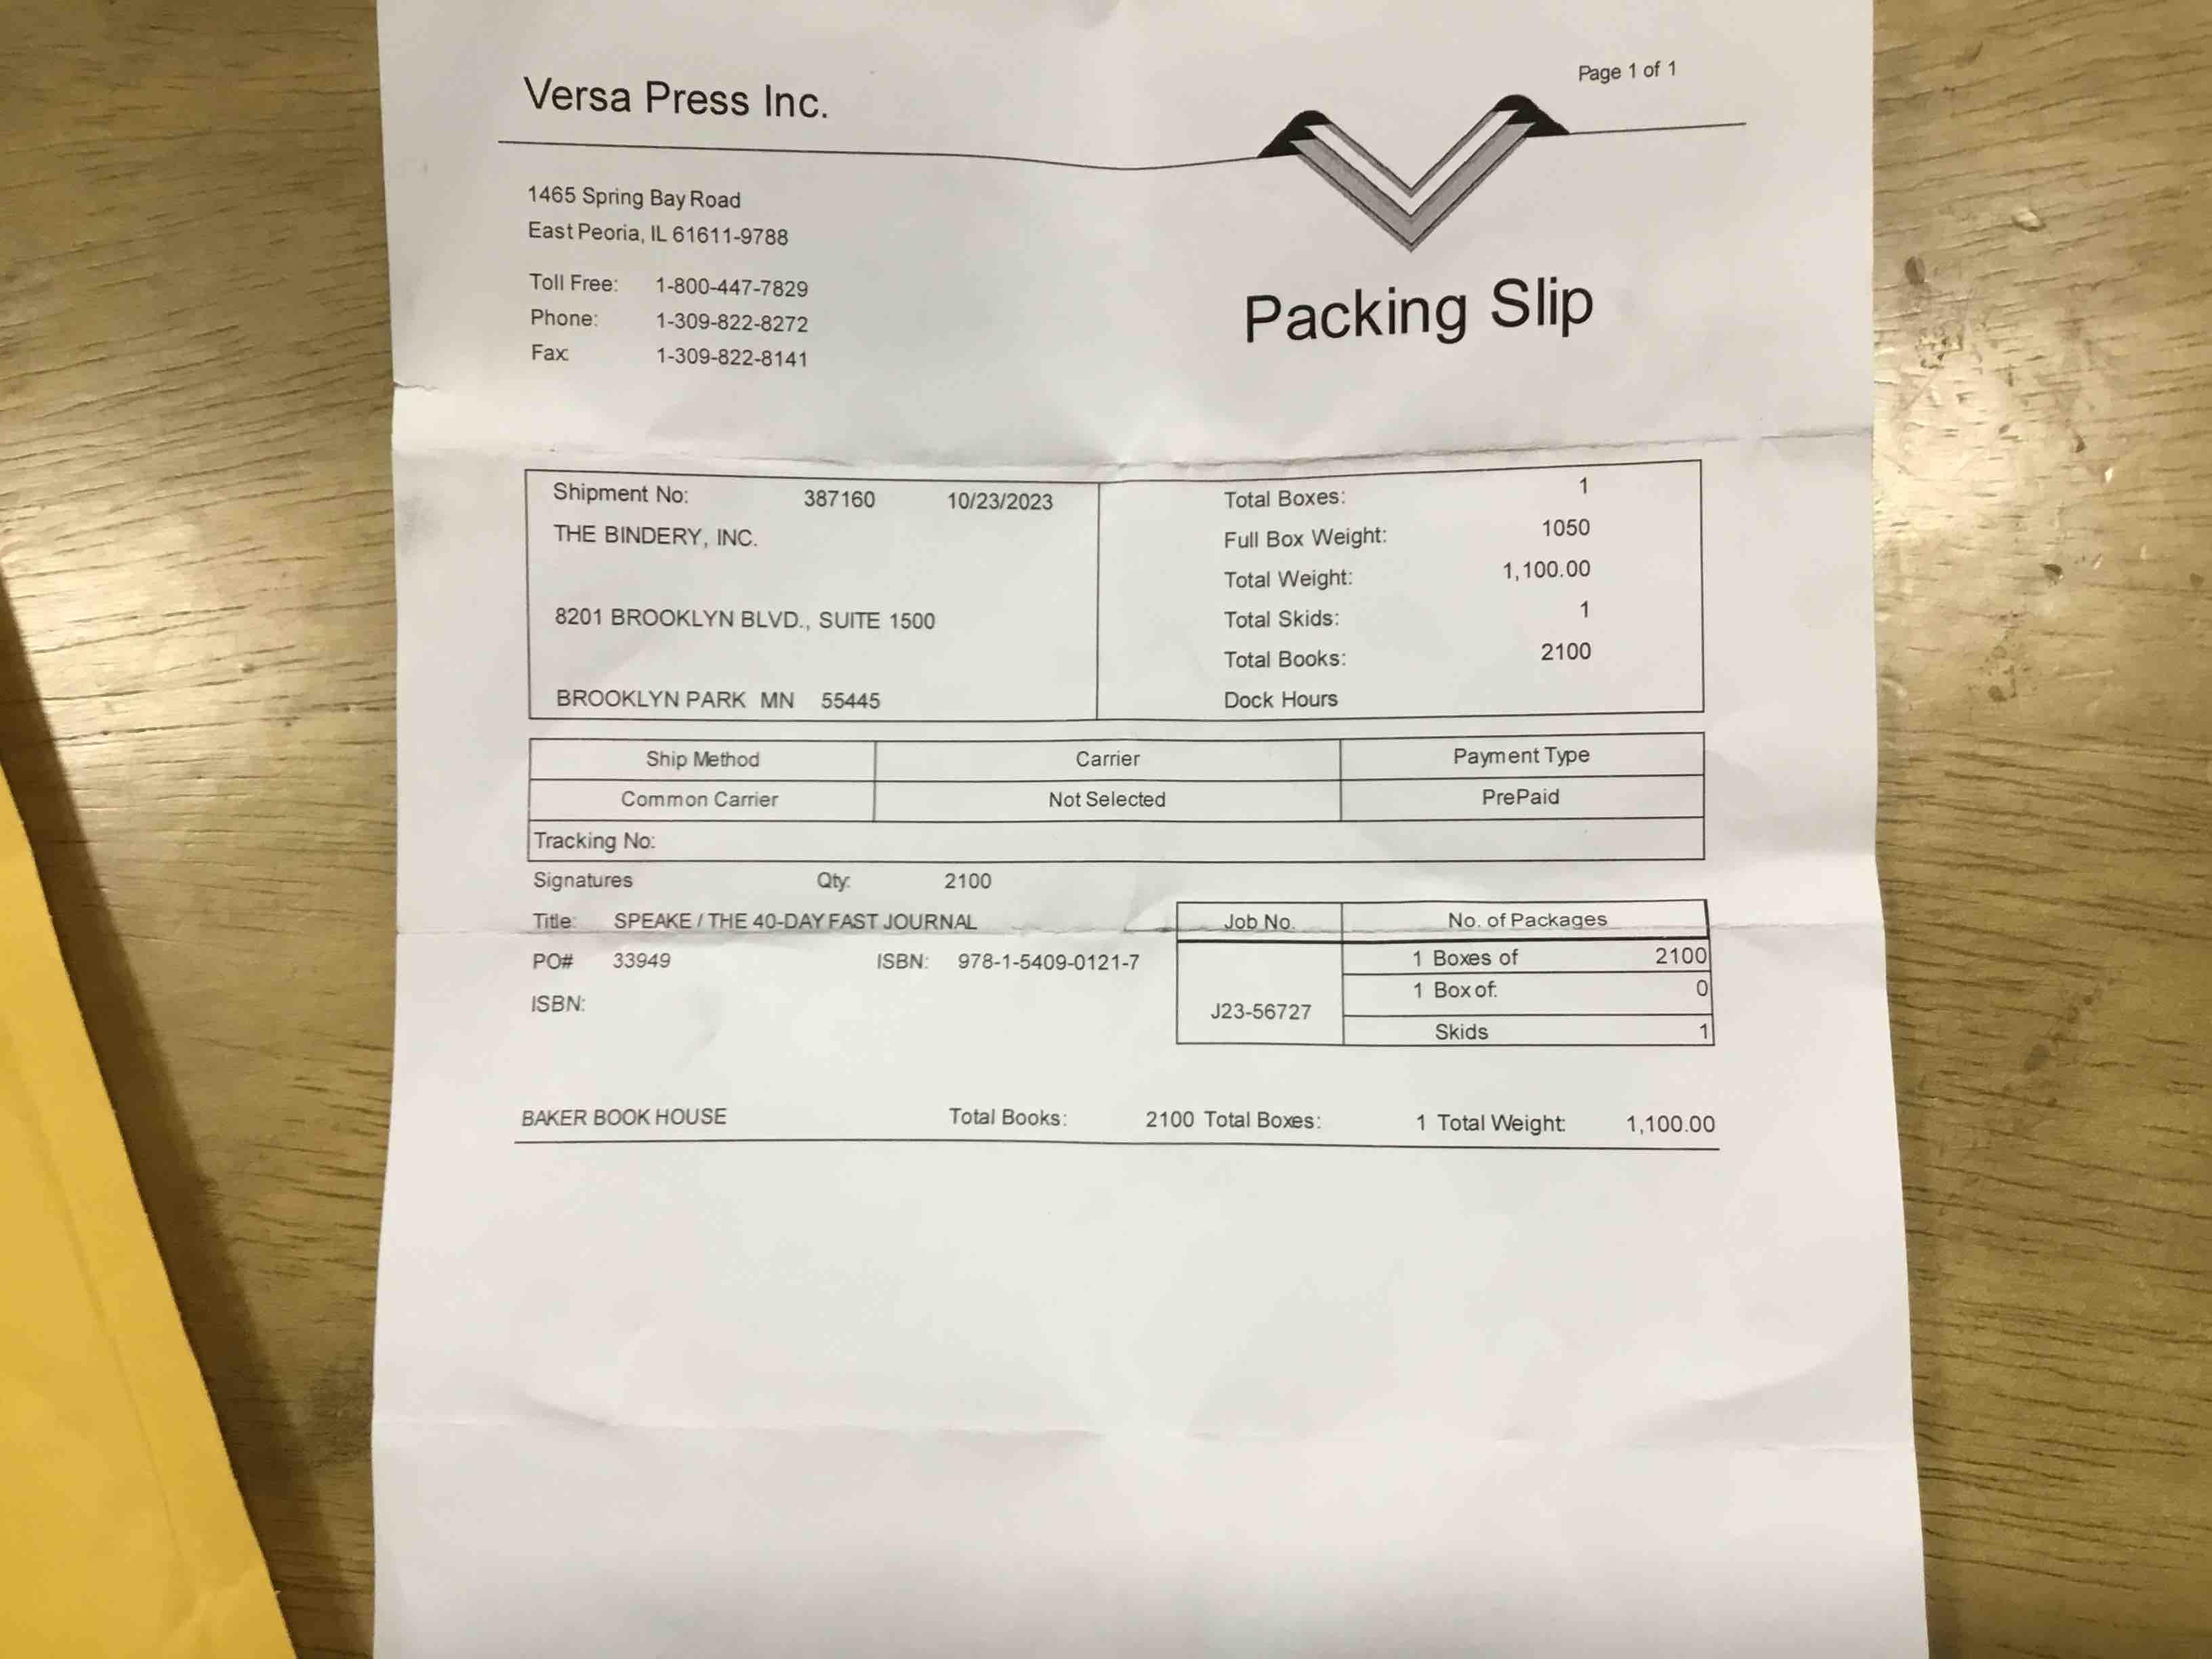 Page 1 of 1
Versa Press Inc.
1465 Spring Bay Road
East Peoria, IL 61611-9788
Toll Free: 1-800-447-7829
Phone: 1-309-822-8272
Fax: 1-309-822-8141
Packing Slip
Shipment No: 387160 10/23/2023
THE BINDERY, INC.
8201 BROOKLYN BLVD., SUITE 1500
BROOKLYN PARK MN 55445
Total Boxes: 1
Full Box Weight: 1050
Total Weight: 1,100.00
Total Skids: 1
Total Books: 2100
Dock Hours
Ship Method Carrier Payment Type
Common Carrier Not Selected PrePaid
Tracking No:
Signatures Qty: 2100
Title: SPEAKE / THE 40-DAY FAST JOURNAL
PO# 33949 ISBN: 978-1-5409-0121-7
ISBN:
Job No. No. of Packages
J23-56727
1 Boxes of 2100
1 Box of: 0
Skids 1
BAKER BOOK HOUSE Total Books: 2100 Total Boxes: 1 Total Weight: 1,100.00